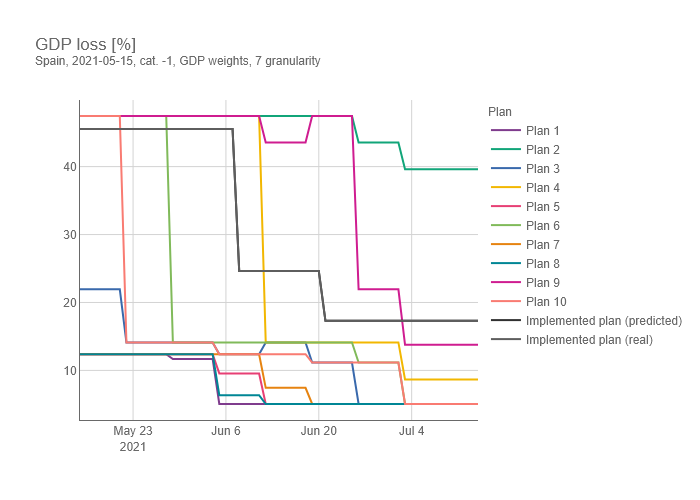 GDP loss [%]
Spain, 2021-05-15, cat. -1, GDP weights, 7 granularity
40
30
20
10
May 23
2021
Jun 6
Jun 20
Jul 4
Plan
Plan 1
Plan 2
Plan 3
Plan 4
Plan 5
Plan 6
Plan 7
Plan 8
Plan 9
Plan 10
Implemented plan (predicted)
Implemented plan (real)